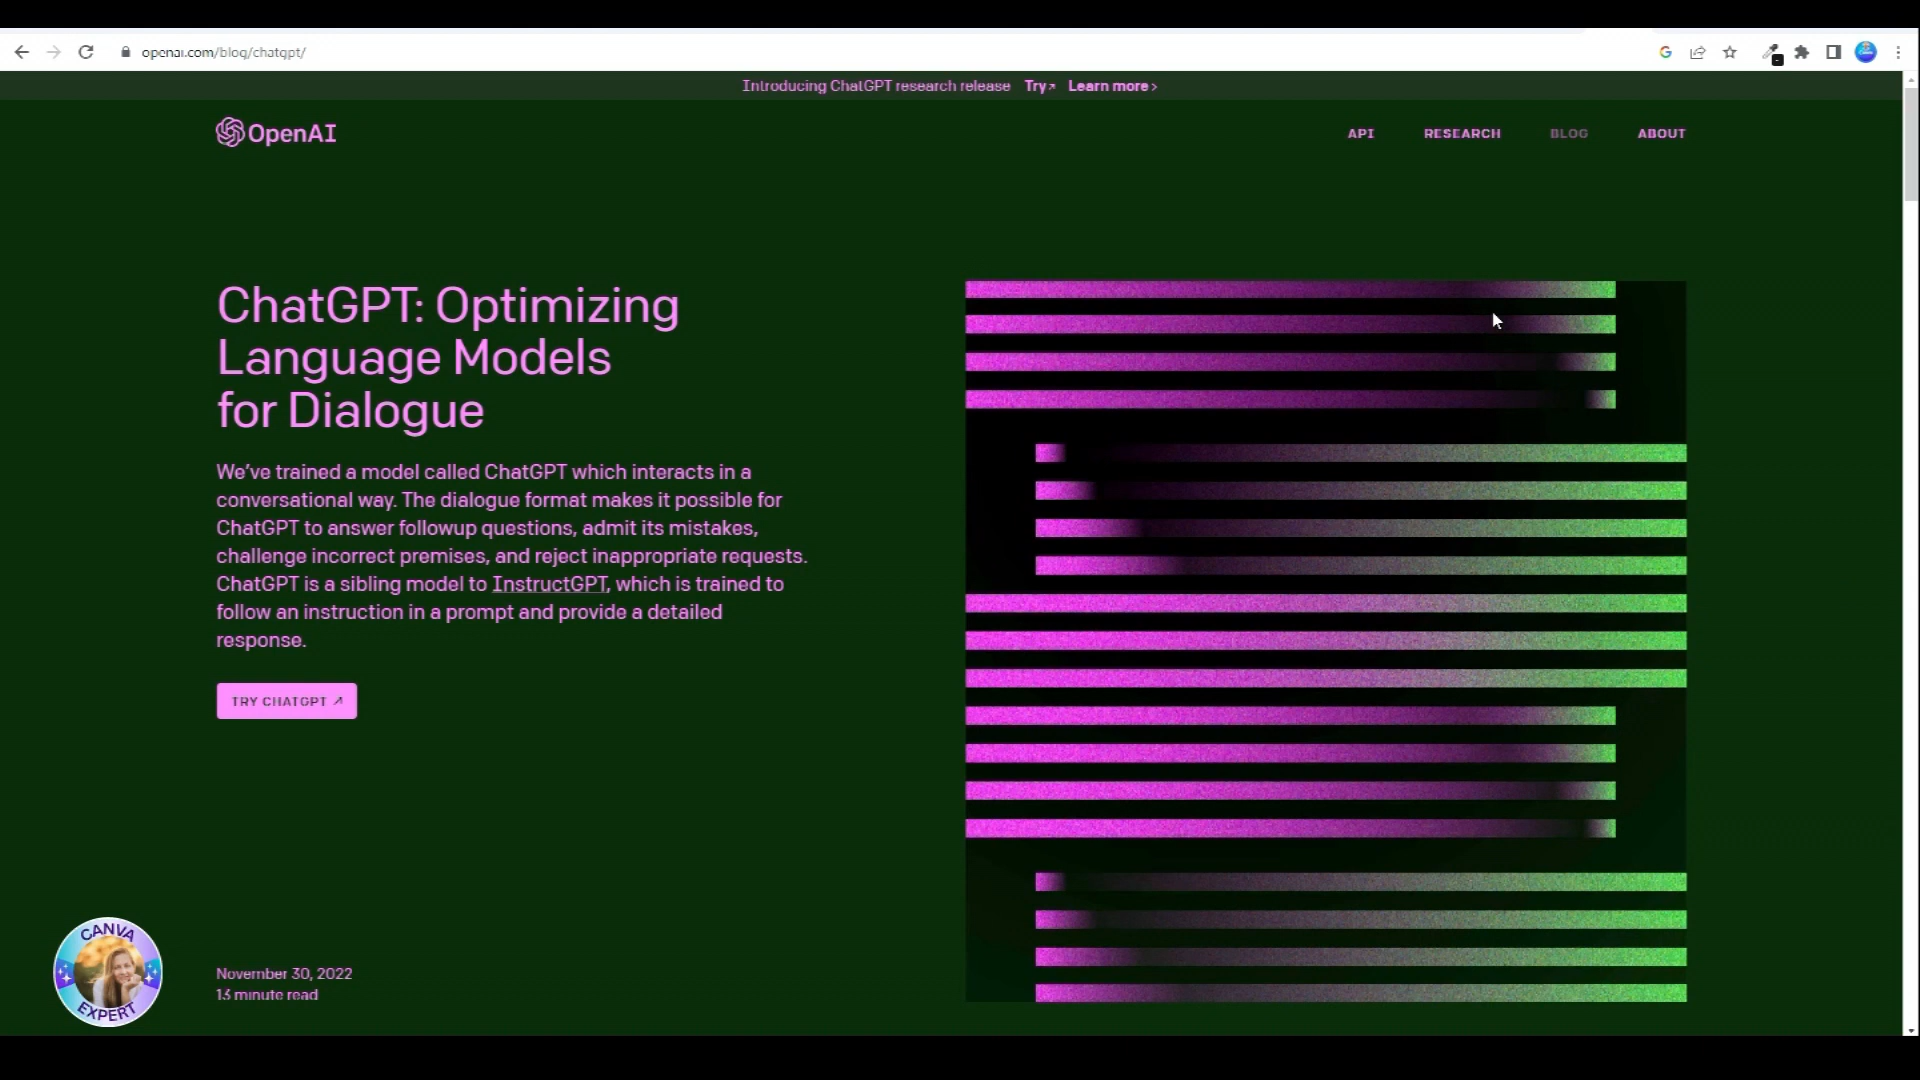 openai.com/blog/chatgpt/
Introducing ChatGPT research release Try↗ Learn more›
OpenAI
API RESEARCH BLOG ABOUT
ChatGPT: Optimizing
Language Models
for Dialogue
We’ve trained a model called ChatGPT which interacts in a
conversational way. The dialogue format makes it possible for
ChatGPT to answer followup questions, admit its mistakes,
challenge incorrect premises, and reject inappropriate requests.
ChatGPT is a sibling model to InstructGPT, which is trained to
follow an instruction in a prompt and provide a detailed
response.
TRY CHATGPT ↗
November 30, 2022
13 minute read
CANVA
EXPERT